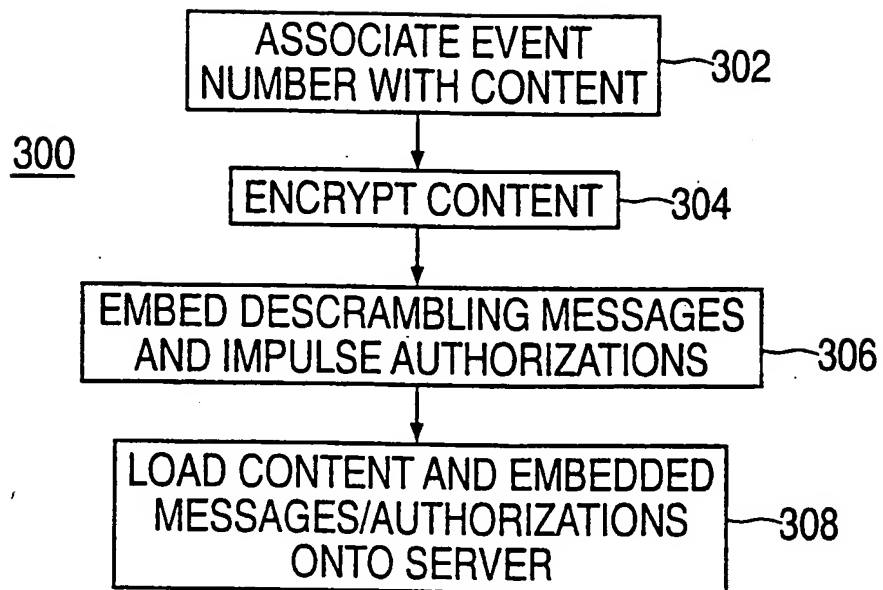 ASSOCIATE EVENT
NUMBER WITH CONTENT
302
300
ENCRYPT CONTENT
304
EMBED DESCRAMBLING MESSAGES
AND IMPULSE AUTHORIZATIONS
306
LOAD CONTENT AND EMBEDDED
MESSAGES/AUTHORIZATIONS
ONTO SERVER
308